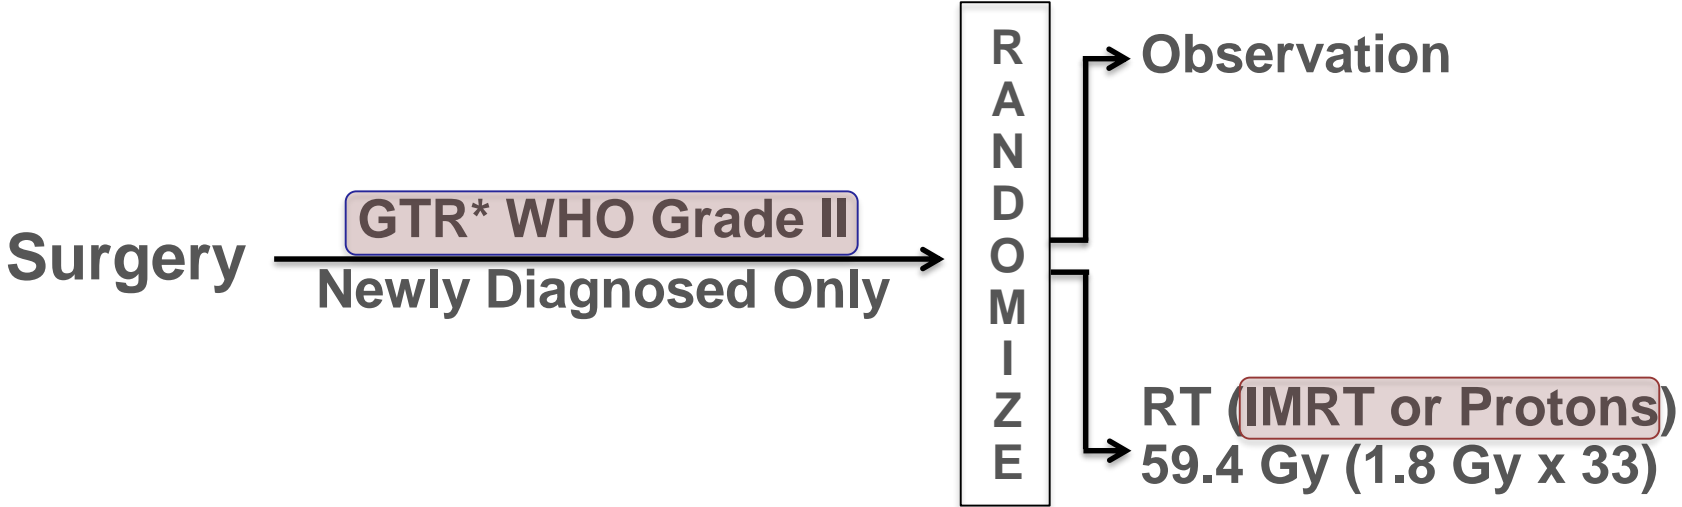 Surgery
GTR* WHO Grade II
Newly Diagnosed Only
RANDOMIZE
Observation
RT (IMRT or Protons)
59.4 Gy (1.8 Gy x 33)